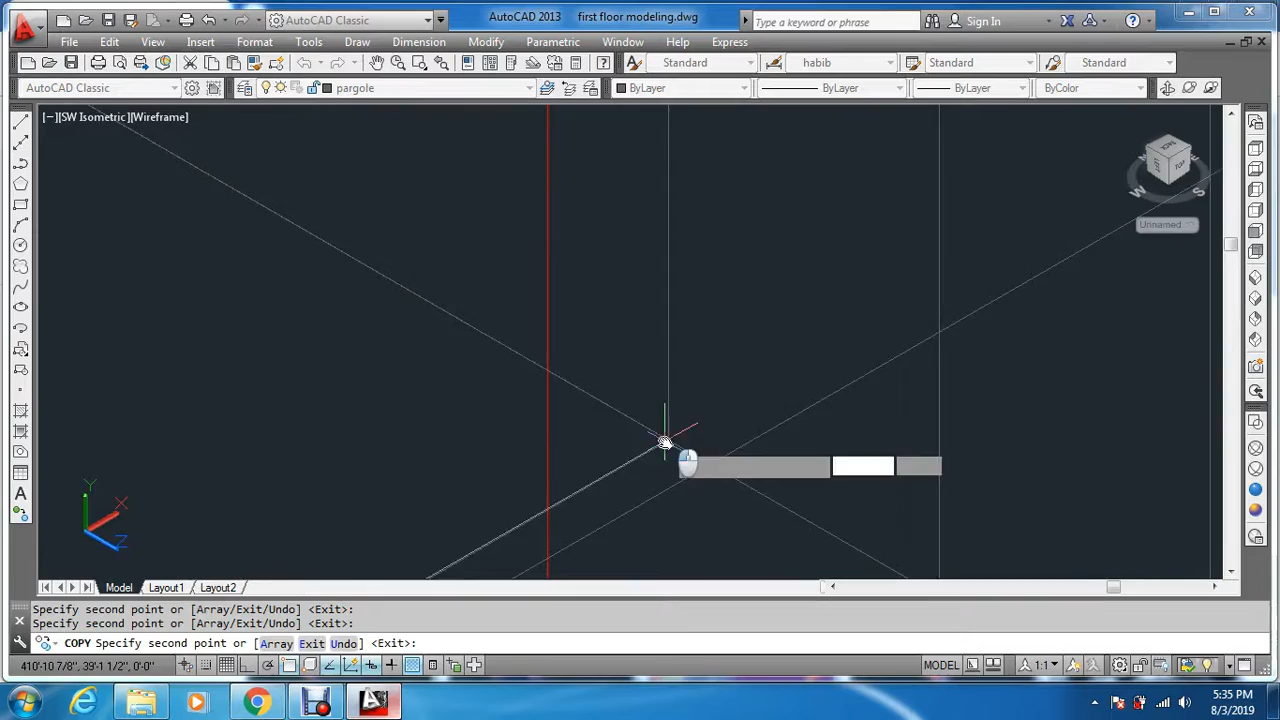 AutoCAD Classic
AutoCAD 2013 first floor modeling.dwg
Type a keyword or phrase
Sign In
File Edit View Insert Format Tools Draw Dimension Modify Parametric Window Help Express
Standard habib Standard Standard
AutoCAD Classic pargole ByLayer ByLayer ByLayer ByColor
[−][SW Isometric][Wireframe]
W S
Unnamed
Y
X
Z
Model Layout1 Layout2
Specify second point or [Array/Exit/Undo] <Exit>:
Specify second point or [Array/Exit/Undo] <Exit>:
COPY Specify second point or [Array Exit Undo] <Exit>:
410'-10 7/8", 39'-1 1/2", 0'-0" MODEL 1:1
5:35 PM
8/3/2019